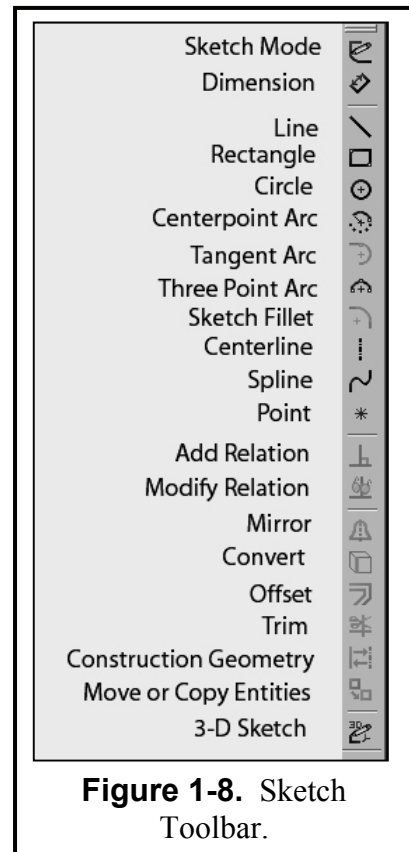 Sketch Mode
Dimension
Line
Rectangle
Circle
Centerpoint Arc
Tangent Arc
Three Point Arc
Sketch Fillet
Centerline
Spline
Point
Add Relation
Modify Relation
Mirror
Convert
Offset
Trim
Construction Geometry
Move or Copy Entities
3-D Sketch
3D
Figure 1-8. Sketch
Toolbar.